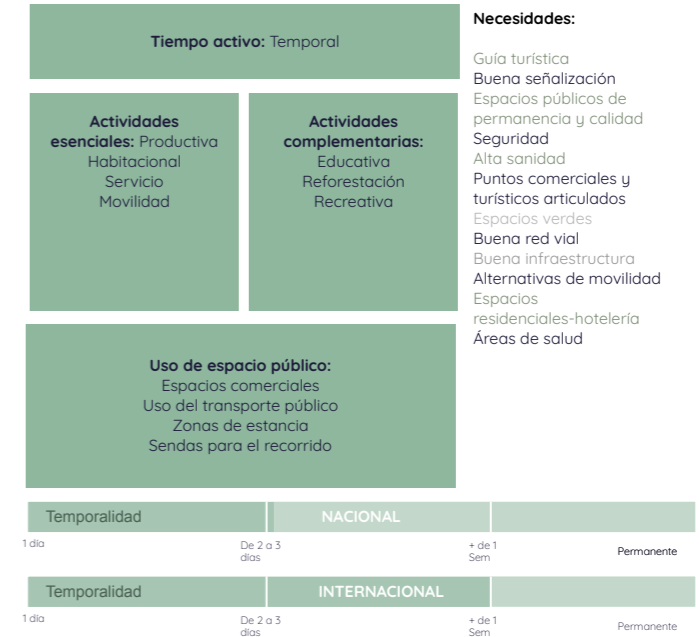 Tiempo activo: Temporal
Actividades
esenciales: Productiva
Habitacional
Servicio
Movilidad
Actividades
complementarias:
Educativa
Reforestación
Recreativa
Uso de espacio público:
Espacios comerciales
Uso del transporte público
Zonas de estancia
Sendas para el recorrido
Necesidades:
Guía turística
Buena señalización
Espacios públicos de
permanencia y calidad
Seguridad
Alta sanidad
Puntos comerciales y
turísticos articulados
Espacios verdes
Buena red vial
Buena infraestructura
Alternativas de movilidad
Espacios
residenciales-hotelería
Áreas de salud
Temporalidad
NACIONAL
1 día
De 2 a 3
días
+ de 1
Sem
Permanente
Temporalidad
INTERNACIONAL
1 día
De 2 a 3
días
+ de 1
Sem
Permanente